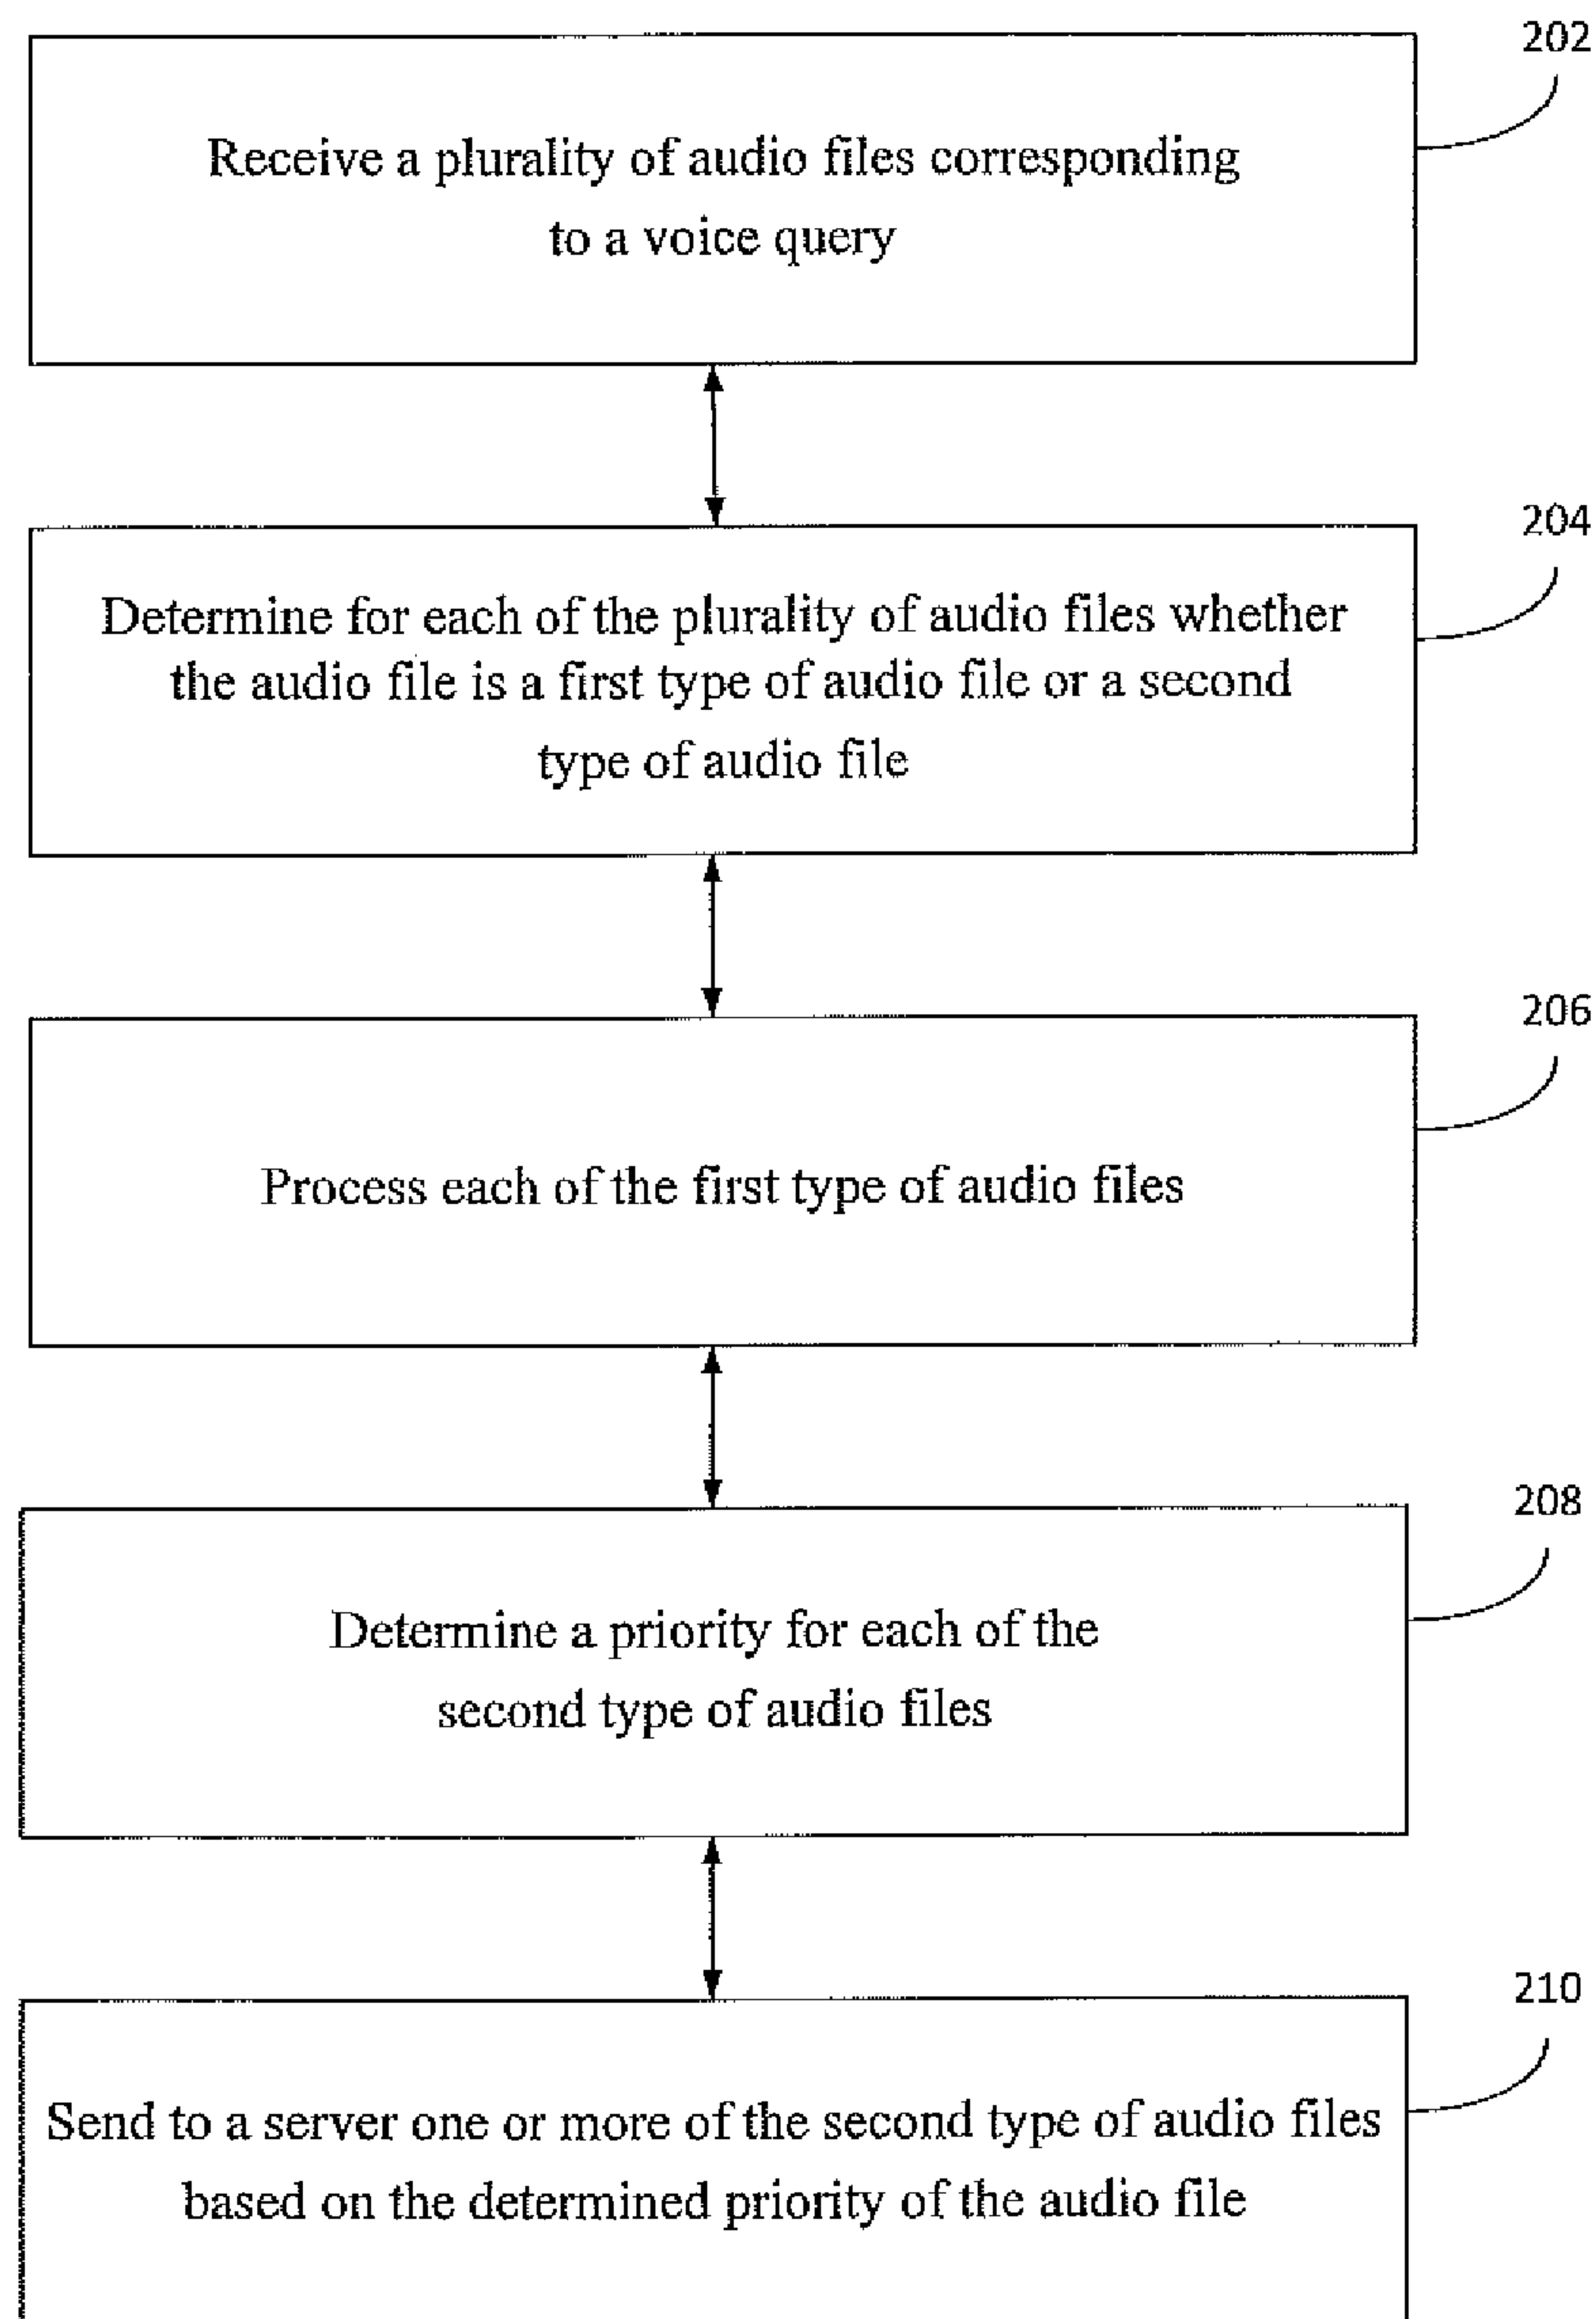 202
Receive a plurality of audio files corresponding
to a voice query
204
Determine for each of the plurality of audio files whether
the audio file is a first type of audio file or a second
type of audio file
206
Process each of the first type of audio files
208
Determine a priority for each of the
second type of audio files
210
Send to a server one or more of the second type of audio files
based on the determined priority of the audio file